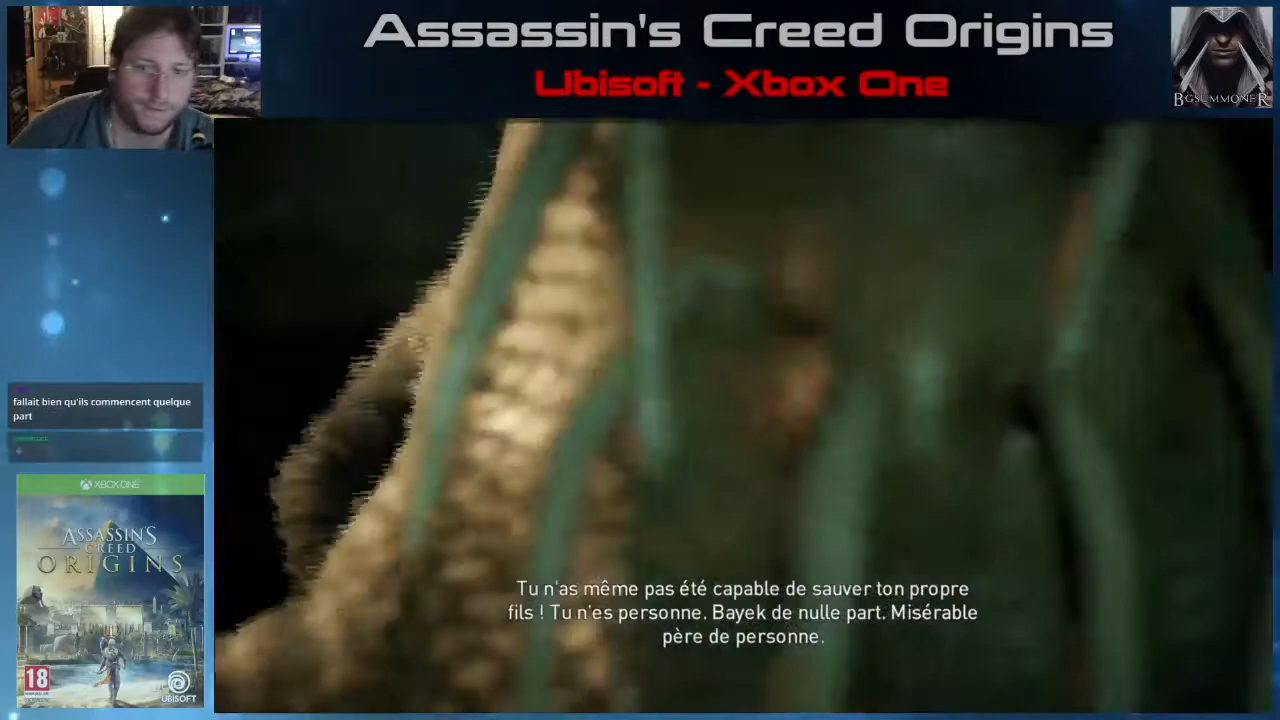 Assassin's Creed Origins
Ubisoft - Xbox One
BGSUMMONER
fallait bien qu'ils commencent quelque
part
XBOX ONE
ASSASSIN'S
CREED
ORIGINS
18
UBISOFT
Tu n'as même pas été capable de sauver ton propre
fils ! Tu n'es personne. Bayek de nulle part. Misérable
père de personne.